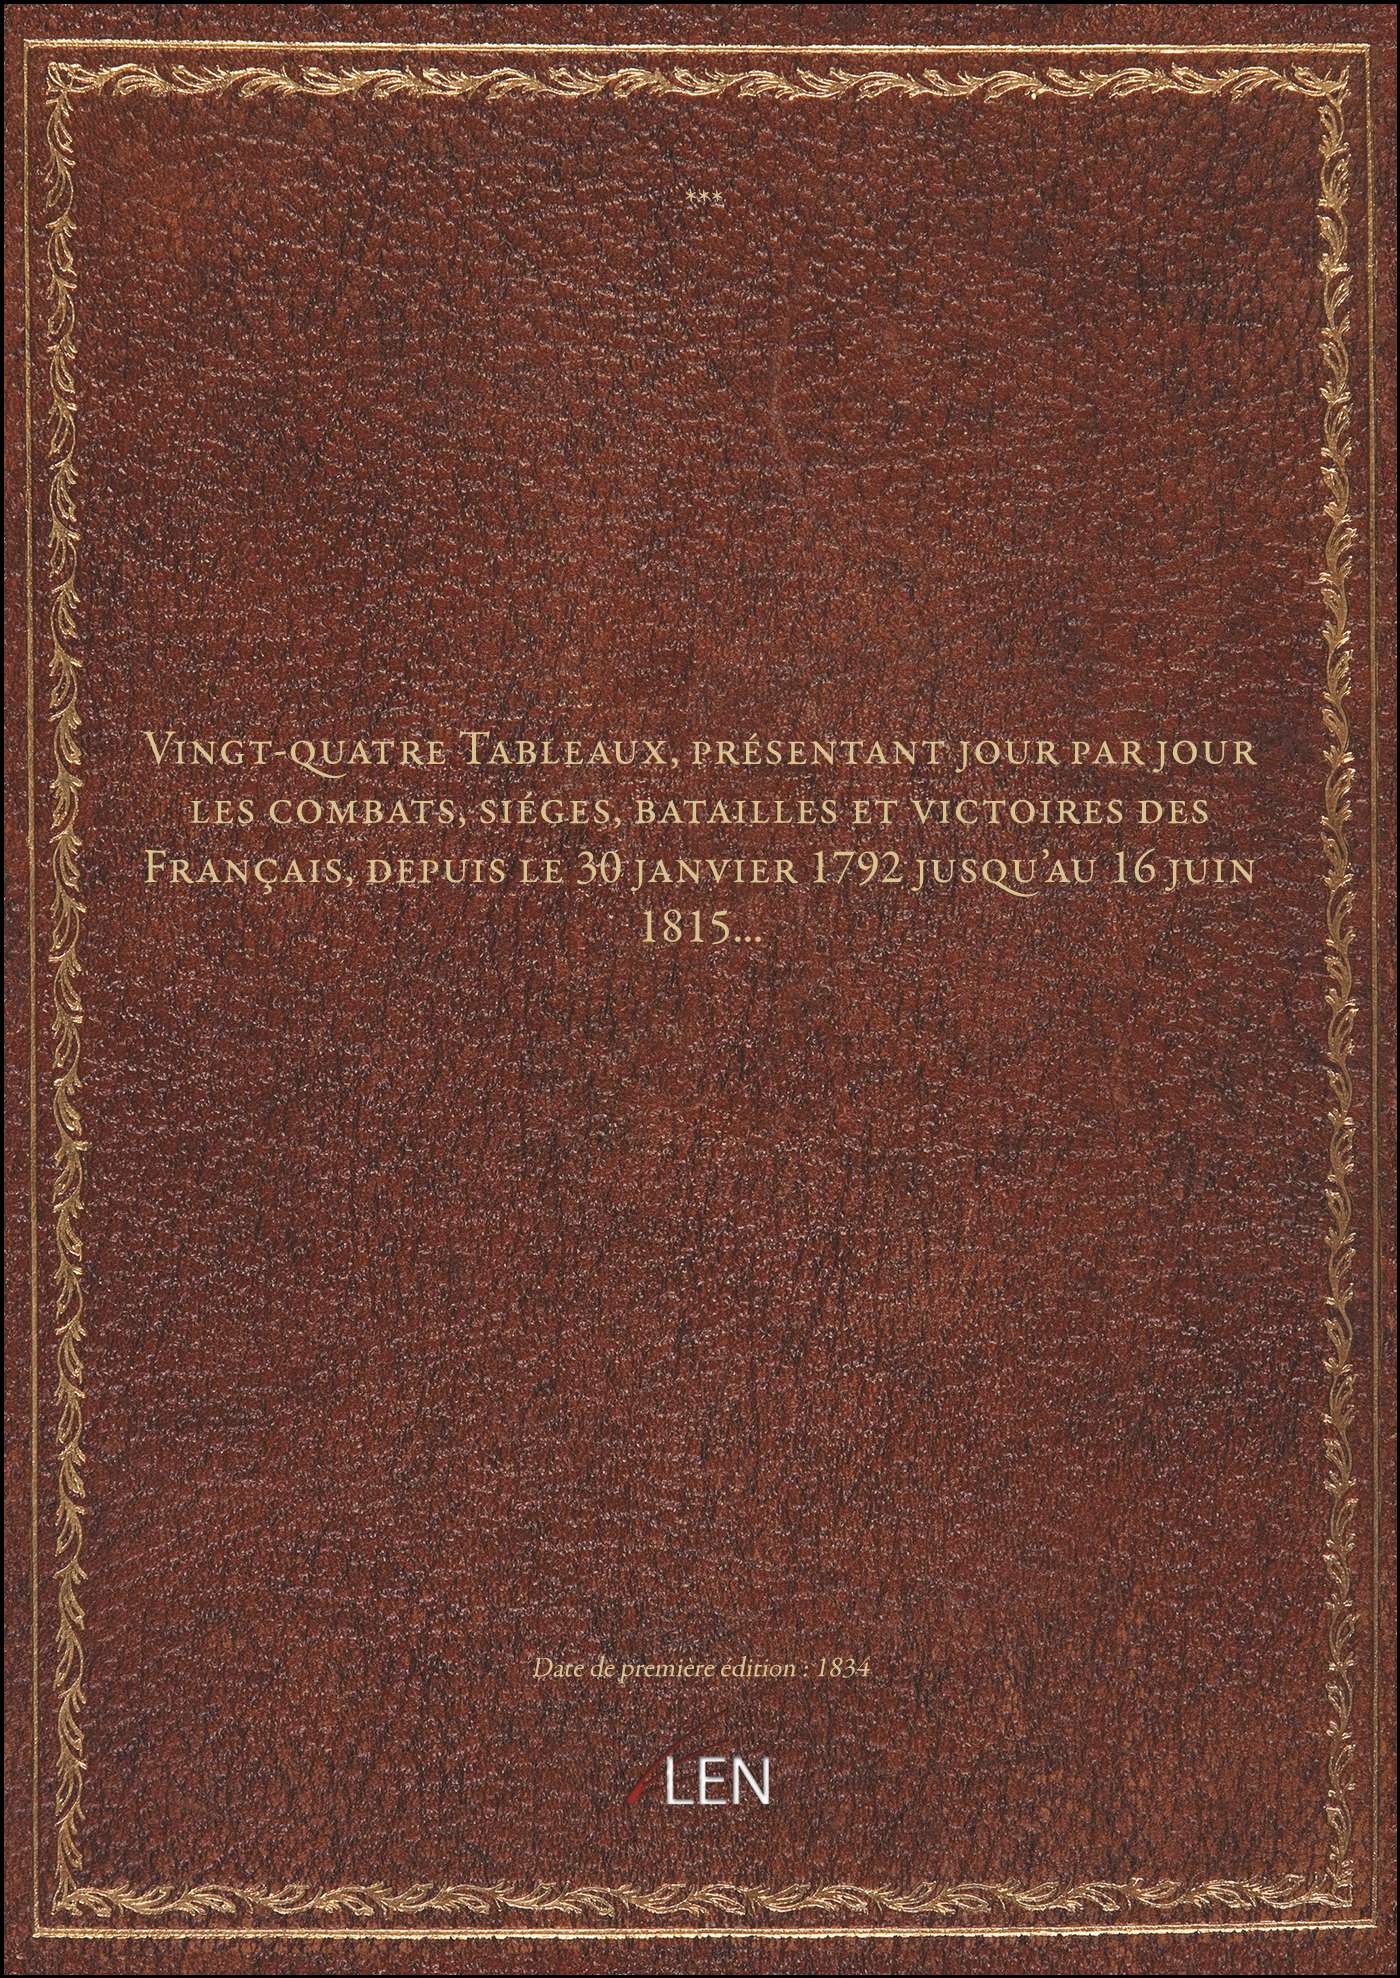 ***
Vingt-quatre Tableaux, présentant jour par jour
les combats, siéges, batailles et victoires des
Français, depuis le 30 janvier 1792 jusqu'au 16 juin
1815...
Date de première édition : 1834
LEN